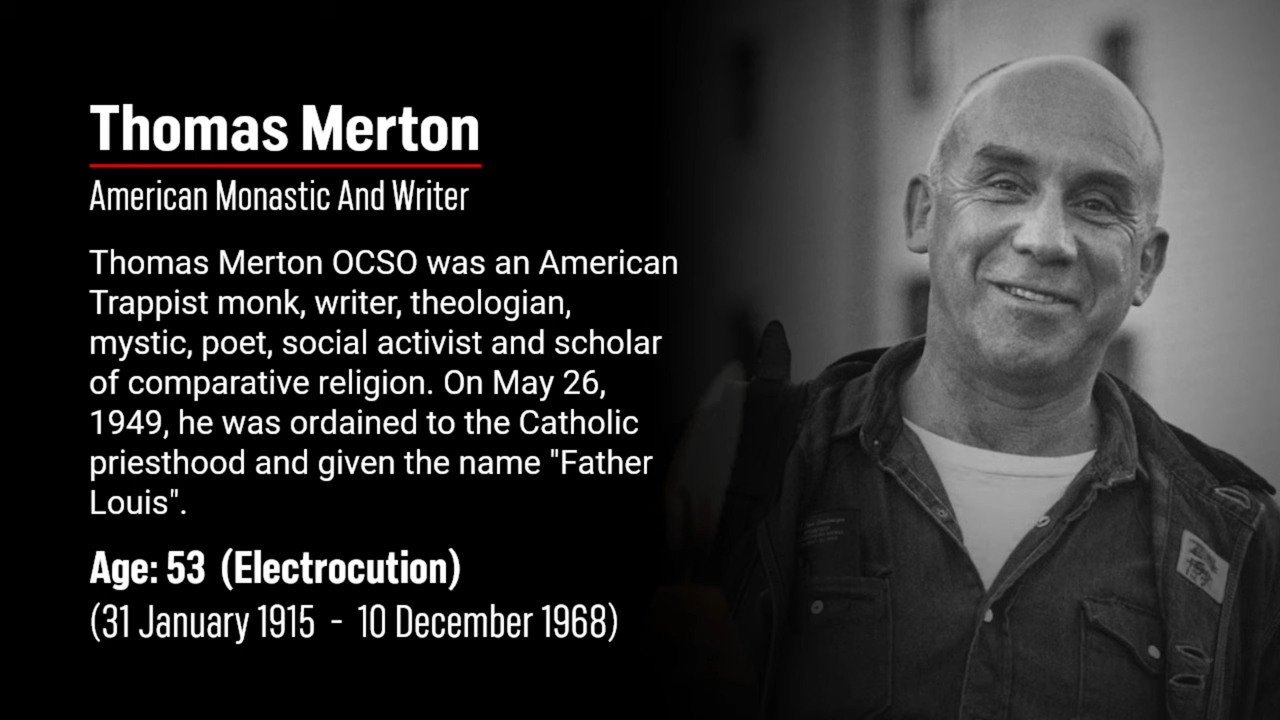 Thomas Merton
American Monastic And Writer
Thomas Merton OCSO was an American
Trappist monk, writer, theologian,
mystic, poet, social activist and scholar
of comparative religion. On May 26,
1949, he was ordained to the Catholic
priesthood and given the name "Father
Louis".
Age: 53 (Electrocution)
(31 January 1915 - 10 December 1968)